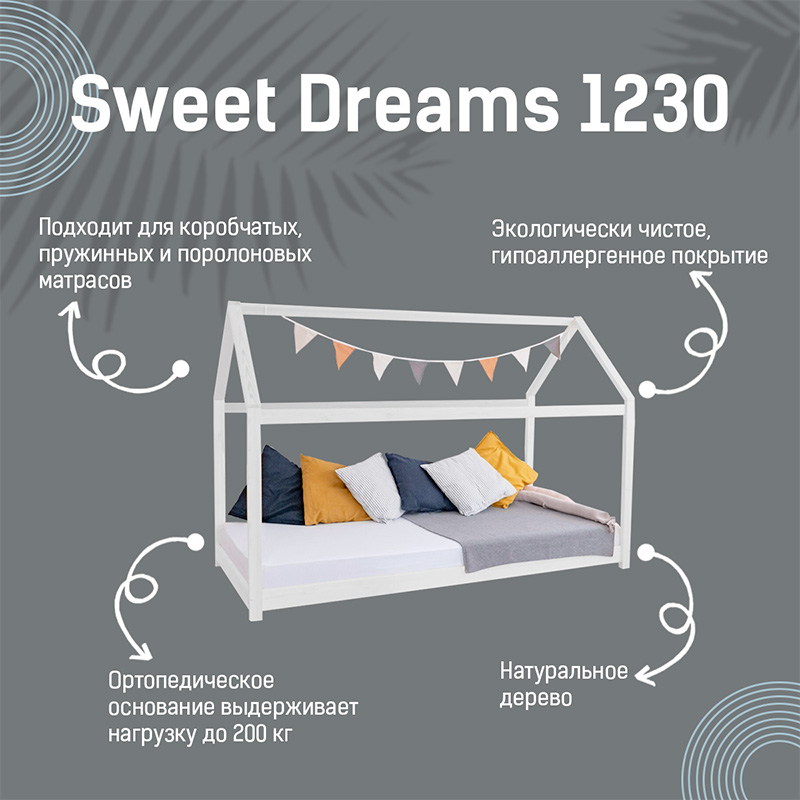 Sweet Dreams 1230
Подходит для коробчатых,
пружинных и поролоновых
матрасов
Экологически чистое,
гипоаллергенное покрытие
Ортопедическое
основание выдерживает
нагрузку до 200 кг
Натуральное
дерево